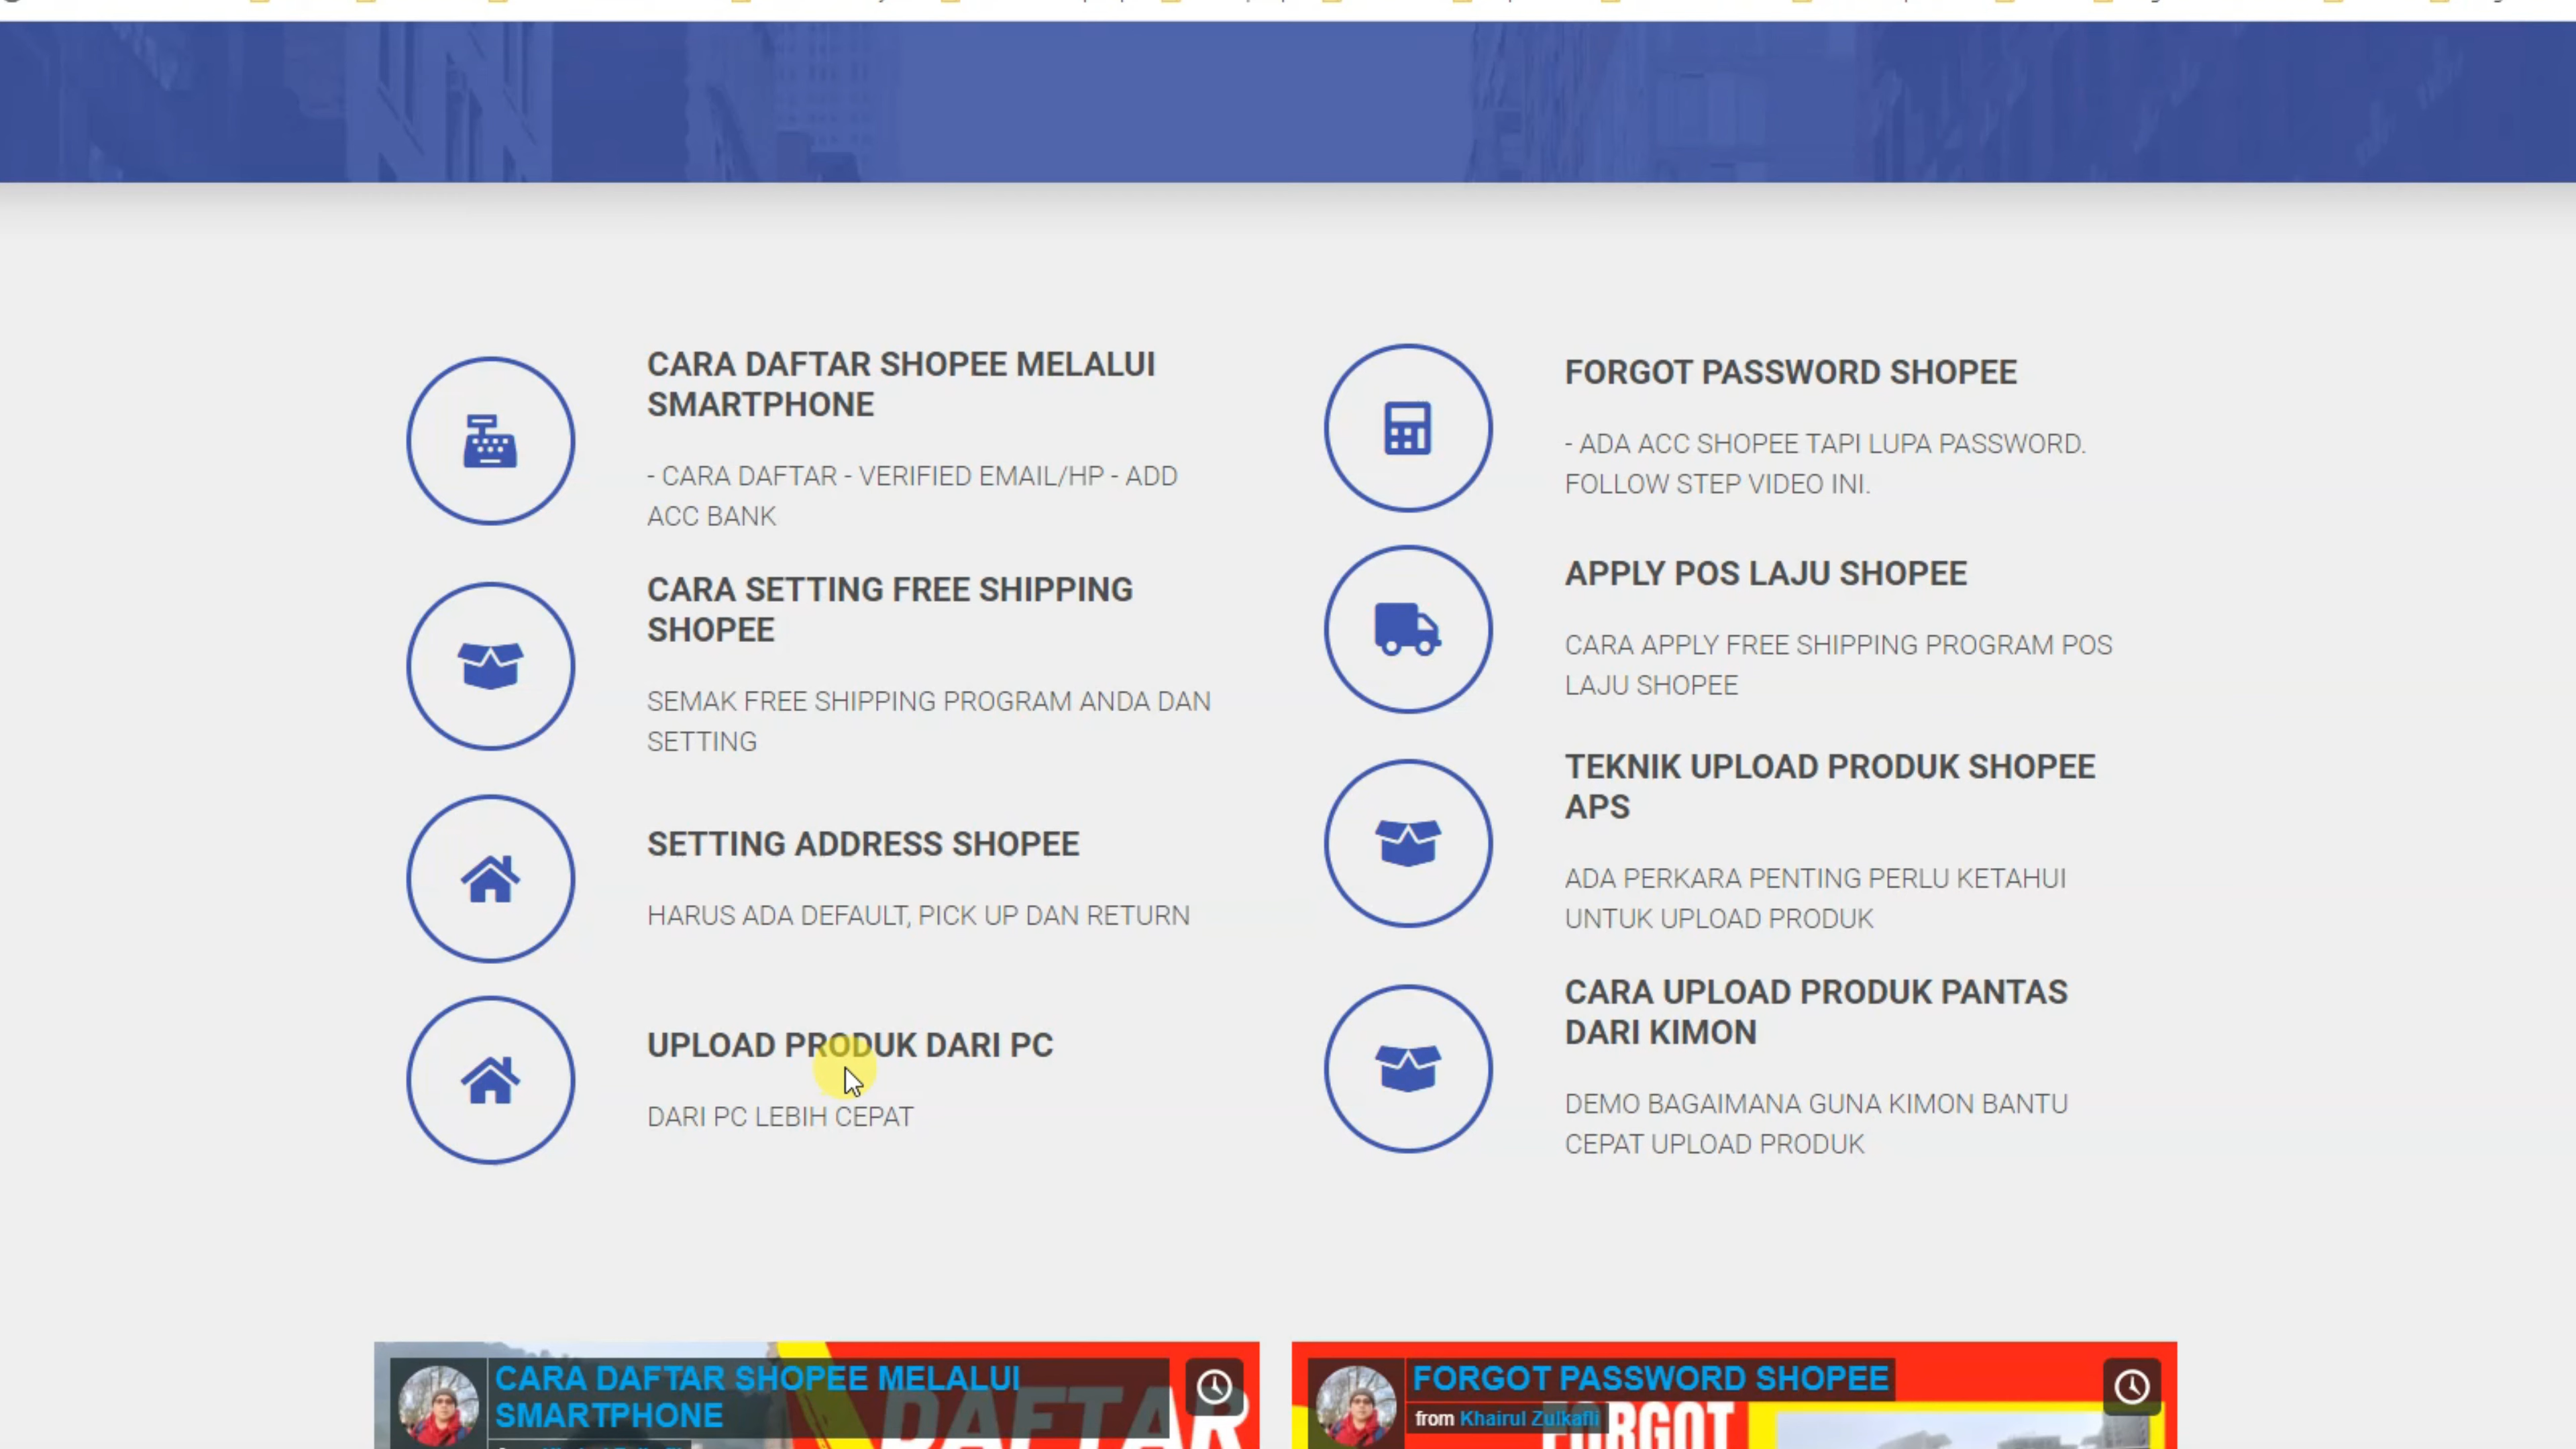 CARA DAFTAR SHOPEE MELALUI
SMARTPHONE
- CARA DAFTAR - VERIFIED EMAIL/HP - ADD
ACC BANK
CARA SETTING FREE SHIPPING
SHOPEE
SEMAK FREE SHIPPING PROGRAM ANDA DAN
SETTING
SETTING ADDRESS SHOPEE
HARUS ADA DEFAULT, PICK UP DAN RETURN
UPLOAD PRODUK DARI PC
DARI PC LEBIH CEPAT
FORGOT PASSWORD SHOPEE
- ADA ACC SHOPEE TAPI LUPA PASSWORD.
FOLLOW STEP VIDEO INI.
APPLY POS LAJU SHOPEE
CARA APPLY FREE SHIPPING PROGRAM POS
LAJU SHOPEE
TEKNIK UPLOAD PRODUK SHOPEE
APS
ADA PERKARA PENTING PERLU KETAHUI
UNTUK UPLOAD PRODUK
CARA UPLOAD PRODUK PANTAS
DARI KIMON
DEMO BAGAIMANA GUNA KIMON BANTU
CEPAT UPLOAD PRODUK
CARA DAFTAR SHOPEE MELALUI
SMARTPHONE
DAFTAR
FORGOT PASSWORD SHOPEE
from Khairul Zulkafli
FORGOT